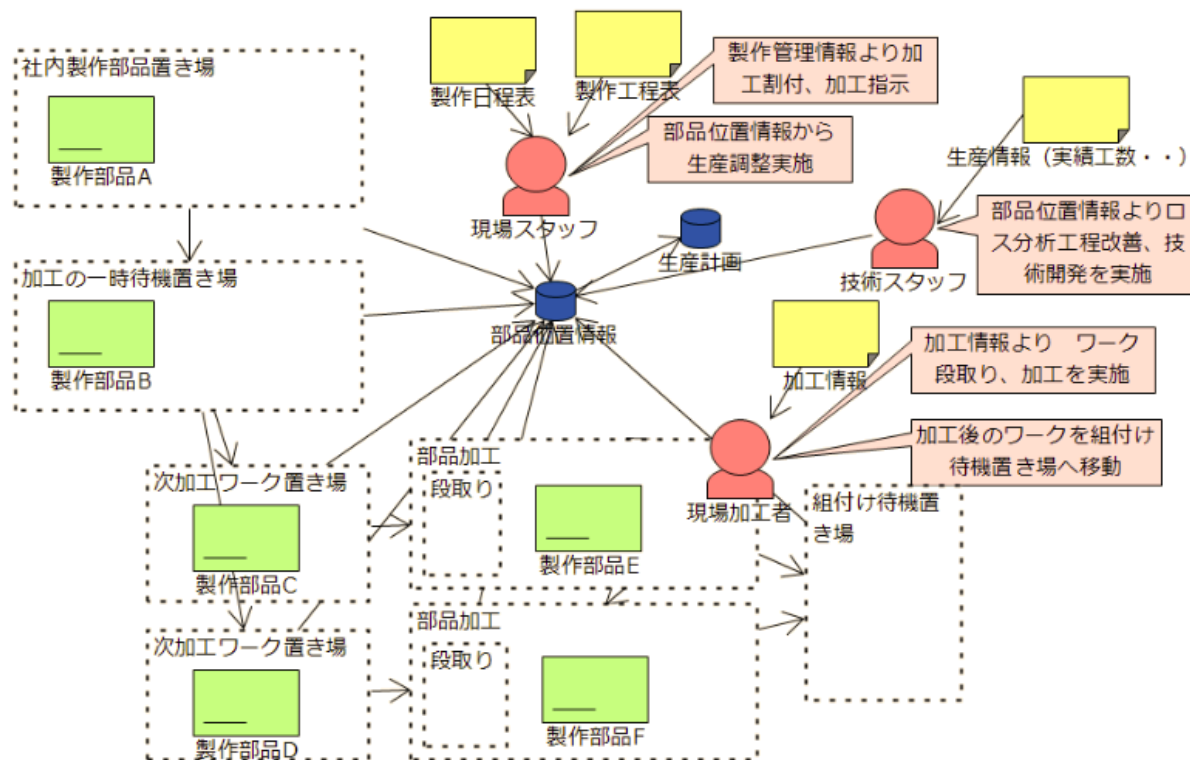 社内製作部品置き場
製作部品A
製作日程表
製作工程表
製作管理情報より加
工割付、加工指示
部品位置情報から
生産調整実施
現場スタッフ
生産情報（実績工数・・）
部品位置情報よりロ
ス分析工程改善、技
術開発を実施
技術スタッフ
生産計画
部品位置情報
加工の一時待機置き場
製作部品B
加工情報
加工情報より　ワーク
段取り、加工を実施
加工後のワークを組付け
待機置き場へ移動
現場加工者
次加工ワーク置き場
製作部品C
部品加工
段取り
製作部品E
組付け待機置
き場
次加工ワーク置き場
製作部品D
部品加工
段取り
製作部品F